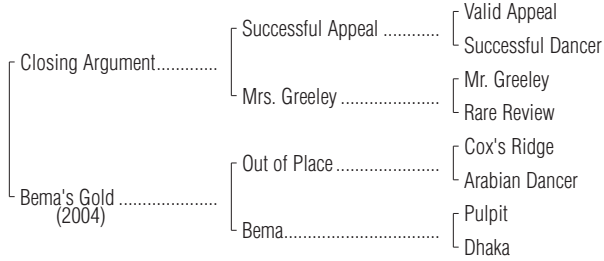 Valid Appeal
Successful Appeal ............
Successful Dancer
Closing Argument.............
Mr. Greeley
Mrs. Greeley ....................
Rare Review
Cox's Ridge
Out of Place .....................
Arabian Dancer
Bema's Gold ....................
(2004)
Pulpit
Bema................................
Dhaka